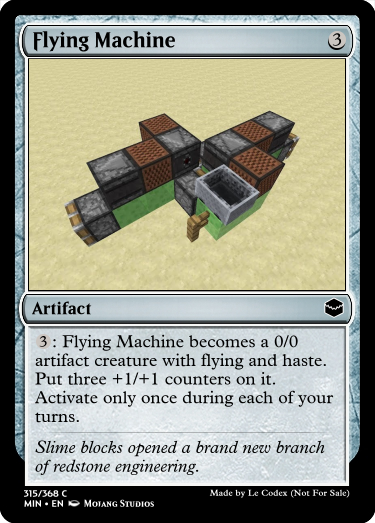 Flying Machine 3
Artifact
3: Flying Machine becomes a 0/0
artifact creature with flying and haste.
Put three +1/+1 counters on it.
Activate only once during each of your
turns.
Slime blocks opened a brand new branch
of redstone engineering.
315/368 C Made by Le Codex (Not For Sale)
MIN • EN Mojang Studios